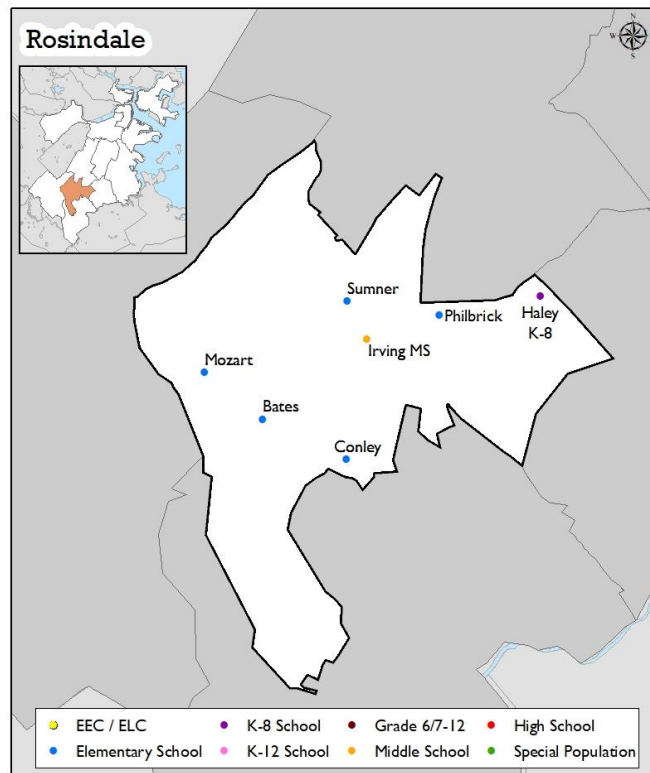 Rosindale
N
W E
S
Sumner
Philbrick
Haley
K-8
Irving MS
Mozart
Bates
Conley
EEC / ELC
K-8 School
Grade 6/7-12
High School
Elementary School
K-12 School
Middle School
Special Population